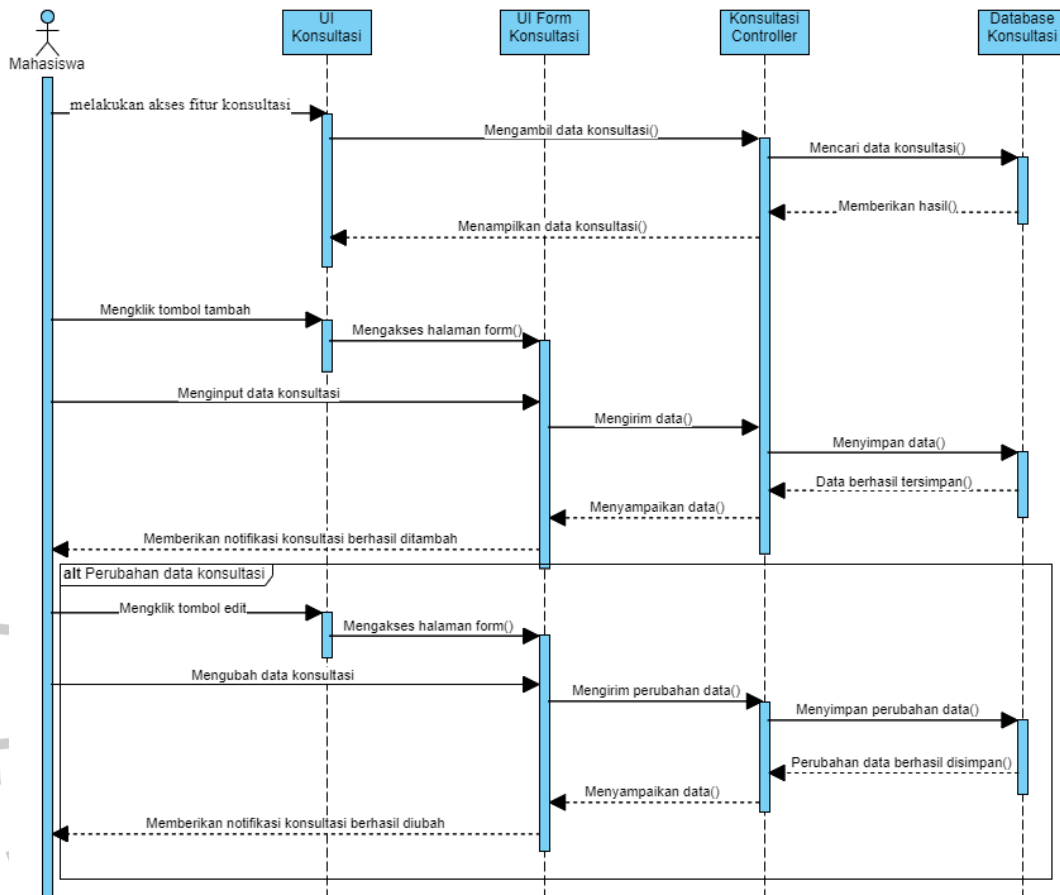 UI
Konsultasi
UI Form
Konsultasi
Konsultasi
Controller
Database
Konsultasi
Mahasiswa
melakukan akses fitur konsultasi
Mengambil data konsultasi()
Mencari data konsultasi()
Memberikan hasil()
Menampilkan data konsultasi()
Mengklik tombol tambah
Mengakses halaman form()
Menginput data konsultasi
Mengirim data()
Menyimpan data()
Data berhasil tersimpan()
Menyampaikan data()
Memberikan notifikasi konsultasi berhasil ditambah
alt Perubahan data konsultasi
Mengklik tombol edit
Mengakses halaman form()
Mengubah data konsultasi
Mengirim perubahan data()
Menyimpan perubahan data()
Perubahan data berhasil disimpan()
Menyampaikan data()
Memberikan notifikasi konsultasi berhasil diubah